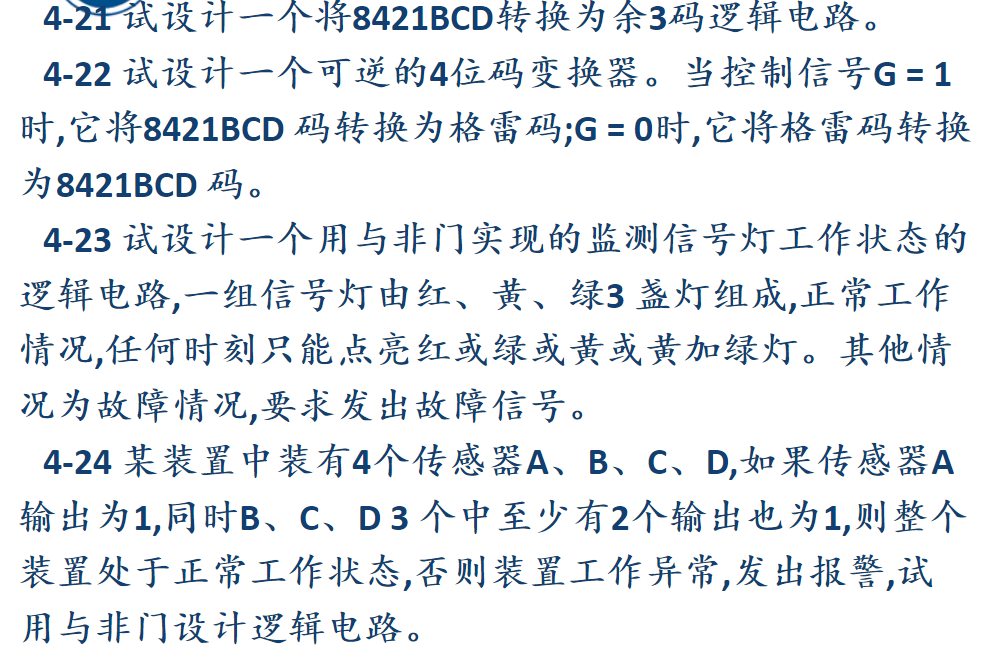 4-21 试设计一个将8421BCD转换为余3码逻辑电路。
4-22 试设计一个可逆的4位码变换器。当控制信号G = 1
时,它将8421BCD 码转换为格雷码;G = 0时,它将格雷码转换
为8421BCD 码。
4-23 试设计一个用与非门实现的监测信号灯工作状态的
逻辑电路,一组信号灯由红、黄、绿3 盏灯组成,正常工作
情况,任何时刻只能点亮红或绿或黄或黄加绿灯。其他情
况为故障情况,要求发出故障信号。
4-24 某装置中装有4个传感器A、B、C、D,如果传感器A
输出为1,同时B、C、D 3 个中至少有2个输出也为1,则整个
装置处于正常工作状态,否则装置工作异常,发出报警,试
用与非门设计逻辑电路。